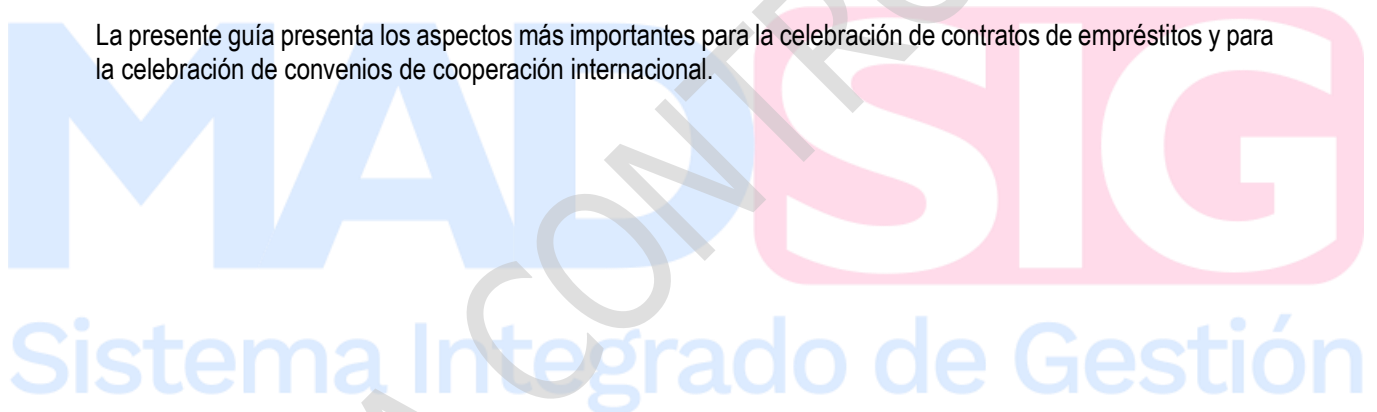 La presente guía presenta los aspectos más importantes para la celebración de contratos de empréstitos y para
la celebración de convenios de cooperación internacional.
MADSIG
Sistema Integrado de Gestión